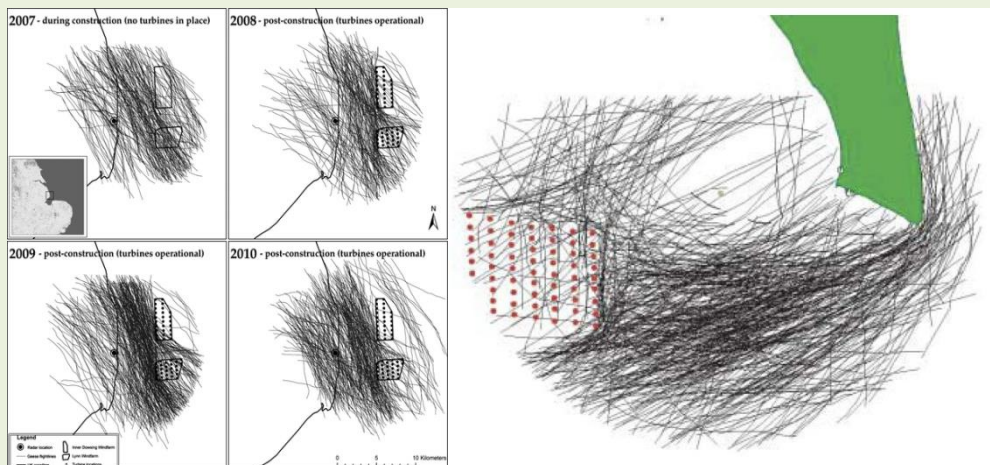 2007 - during construction (no turbines in place)
2008 - post-construction (turbines operational)
N
2009 - post-construction (turbines operational)
Legend
Radar location
Inner Dowsing Windfarm
Geese flightlines
Lynn Windfarm
Turbine locations
2010 - post-construction (turbines operational)
0 5 10 Kilometers